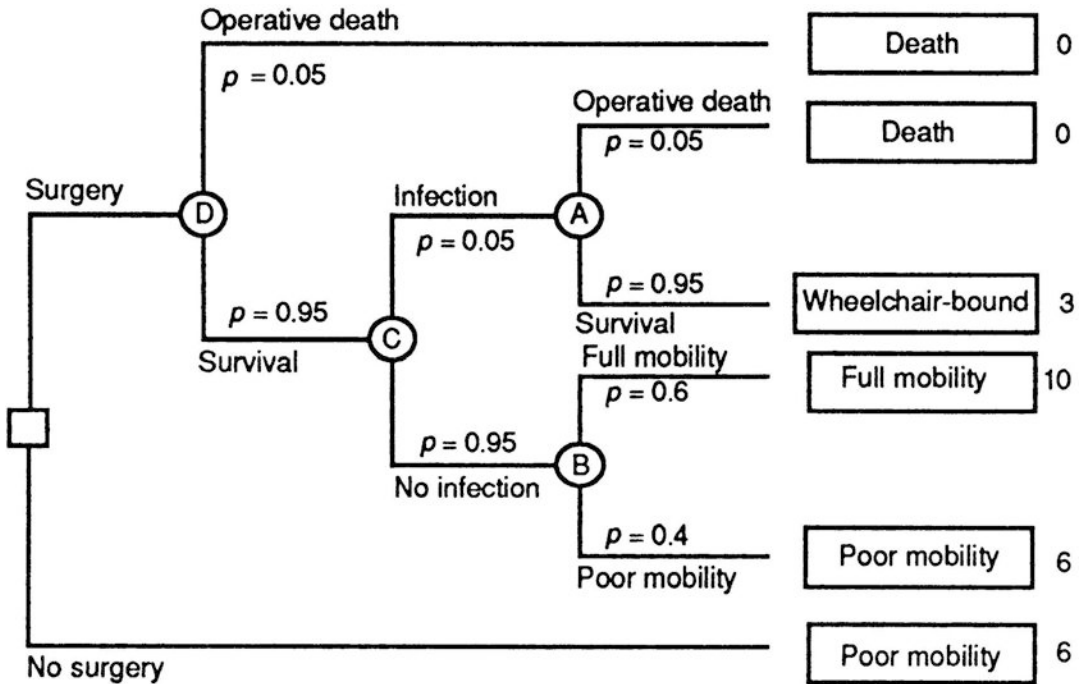 Operative death
p = 0.05
Death 0
Operative death
p = 0.05
Death 0
Surgery
D
Infection
p = 0.05
A
p = 0.95
Survival
Wheelchair-bound 3
p = 0.95
Survival
C
Full mobility
p = 0.6
Full mobility 10
p = 0.95
No infection
B
p = 0.4
Poor mobility
Poor mobility 6
No surgery
Poor mobility 6